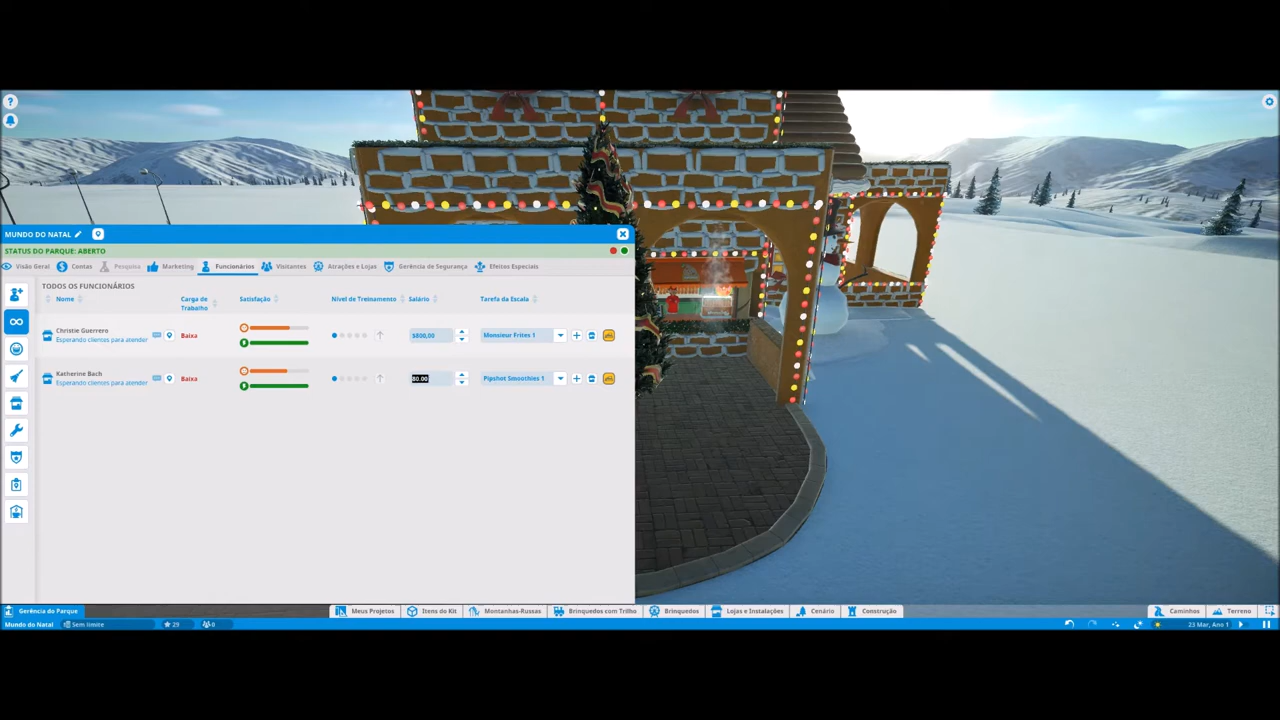 MUNDO DO NATAL
STATUS DO PARQUE: ABERTO
Visão Geral Contas Pesquisa Marketing Funcionários Visitantes Atrações e Lojas Gerência de Segurança Efeitos Especiais
TODOS OS FUNCIONÁRIOS
Nome Carga de Trabalho Satisfação Nível de Treinamento Salário Tarefa da Escala
Christie Guerrero
Esperando clientes para atender
Baixa $800,00 Monsieur Frites 1
Katherine Bach
Esperando clientes para atender
Baixa 80.00 Pipshot Smoothies 1
Gerência do Parque Meus Projetos Itens do Kit Montanhas-Russas Brinquedos com Trilho Brinquedos Lojas e Instalações Cenário Construção Caminhos Terreno
Mundo do Natal Sem limite 29 0 23 Mar, Ano 1